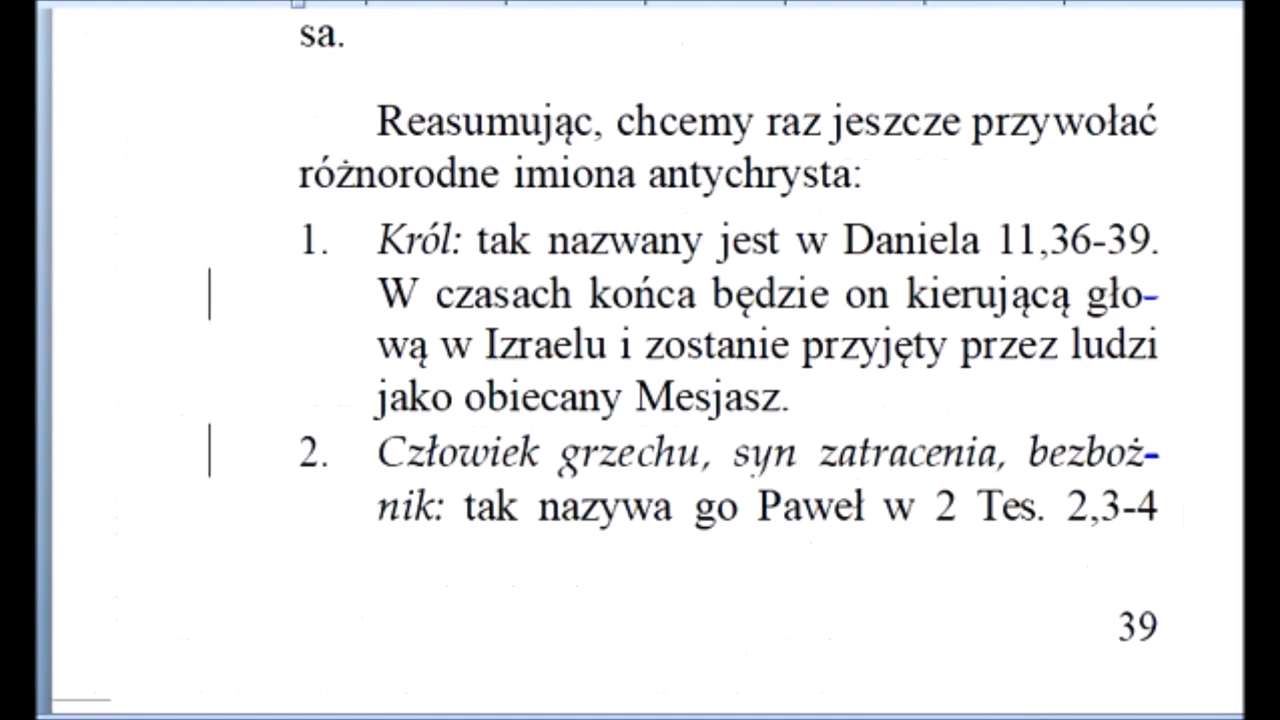 sa.
Reasumując, chcemy raz jeszcze przywołać
różnorodne imiona antychrysta:
1. Król: tak nazwany jest w Daniela 11,36-39.
W czasach końca będzie on kierującą gło-
wą w Izraelu i zostanie przyjęty przez ludzi
jako obiecany Mesjasz.
2. Człowiek grzechu, syn zatracenia, bezboż-
nik: tak nazywa go Paweł w 2 Tes. 2,3-4
39